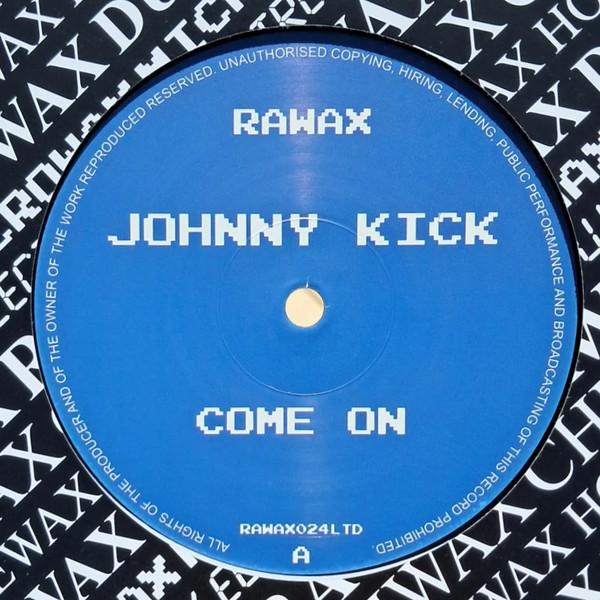 RAWAX
JOHNNY KICK
COME ON
RAWAX024LTD
A
ALL RIGHTS OF THE PRODUCER AND OF THE OWNER OF THE WORK REPRODUCED RESERVED. UNAUTHORISED COPYING, HIRING, LENDING, PUBLIC PERFORMANCE AND BROADCASTING OF THIS RECORD PROHIBITED.